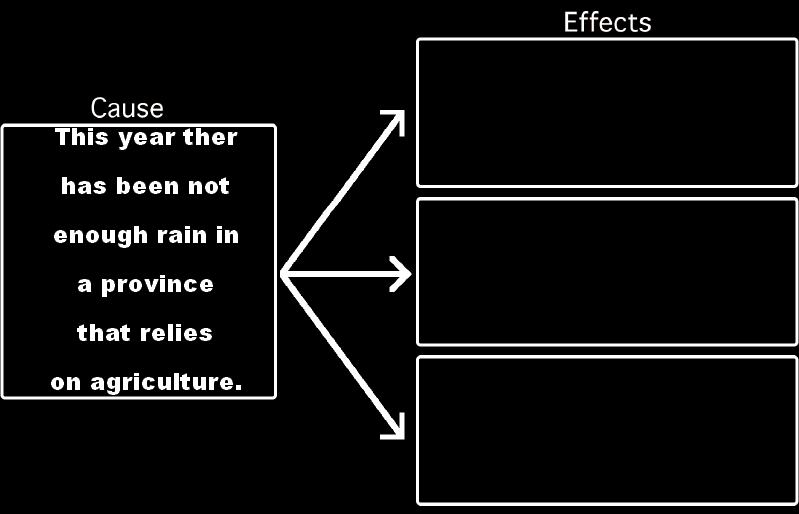 Effects
Cause
This year ther
has been not
enough rain in
a province
that relies
on agriculture.